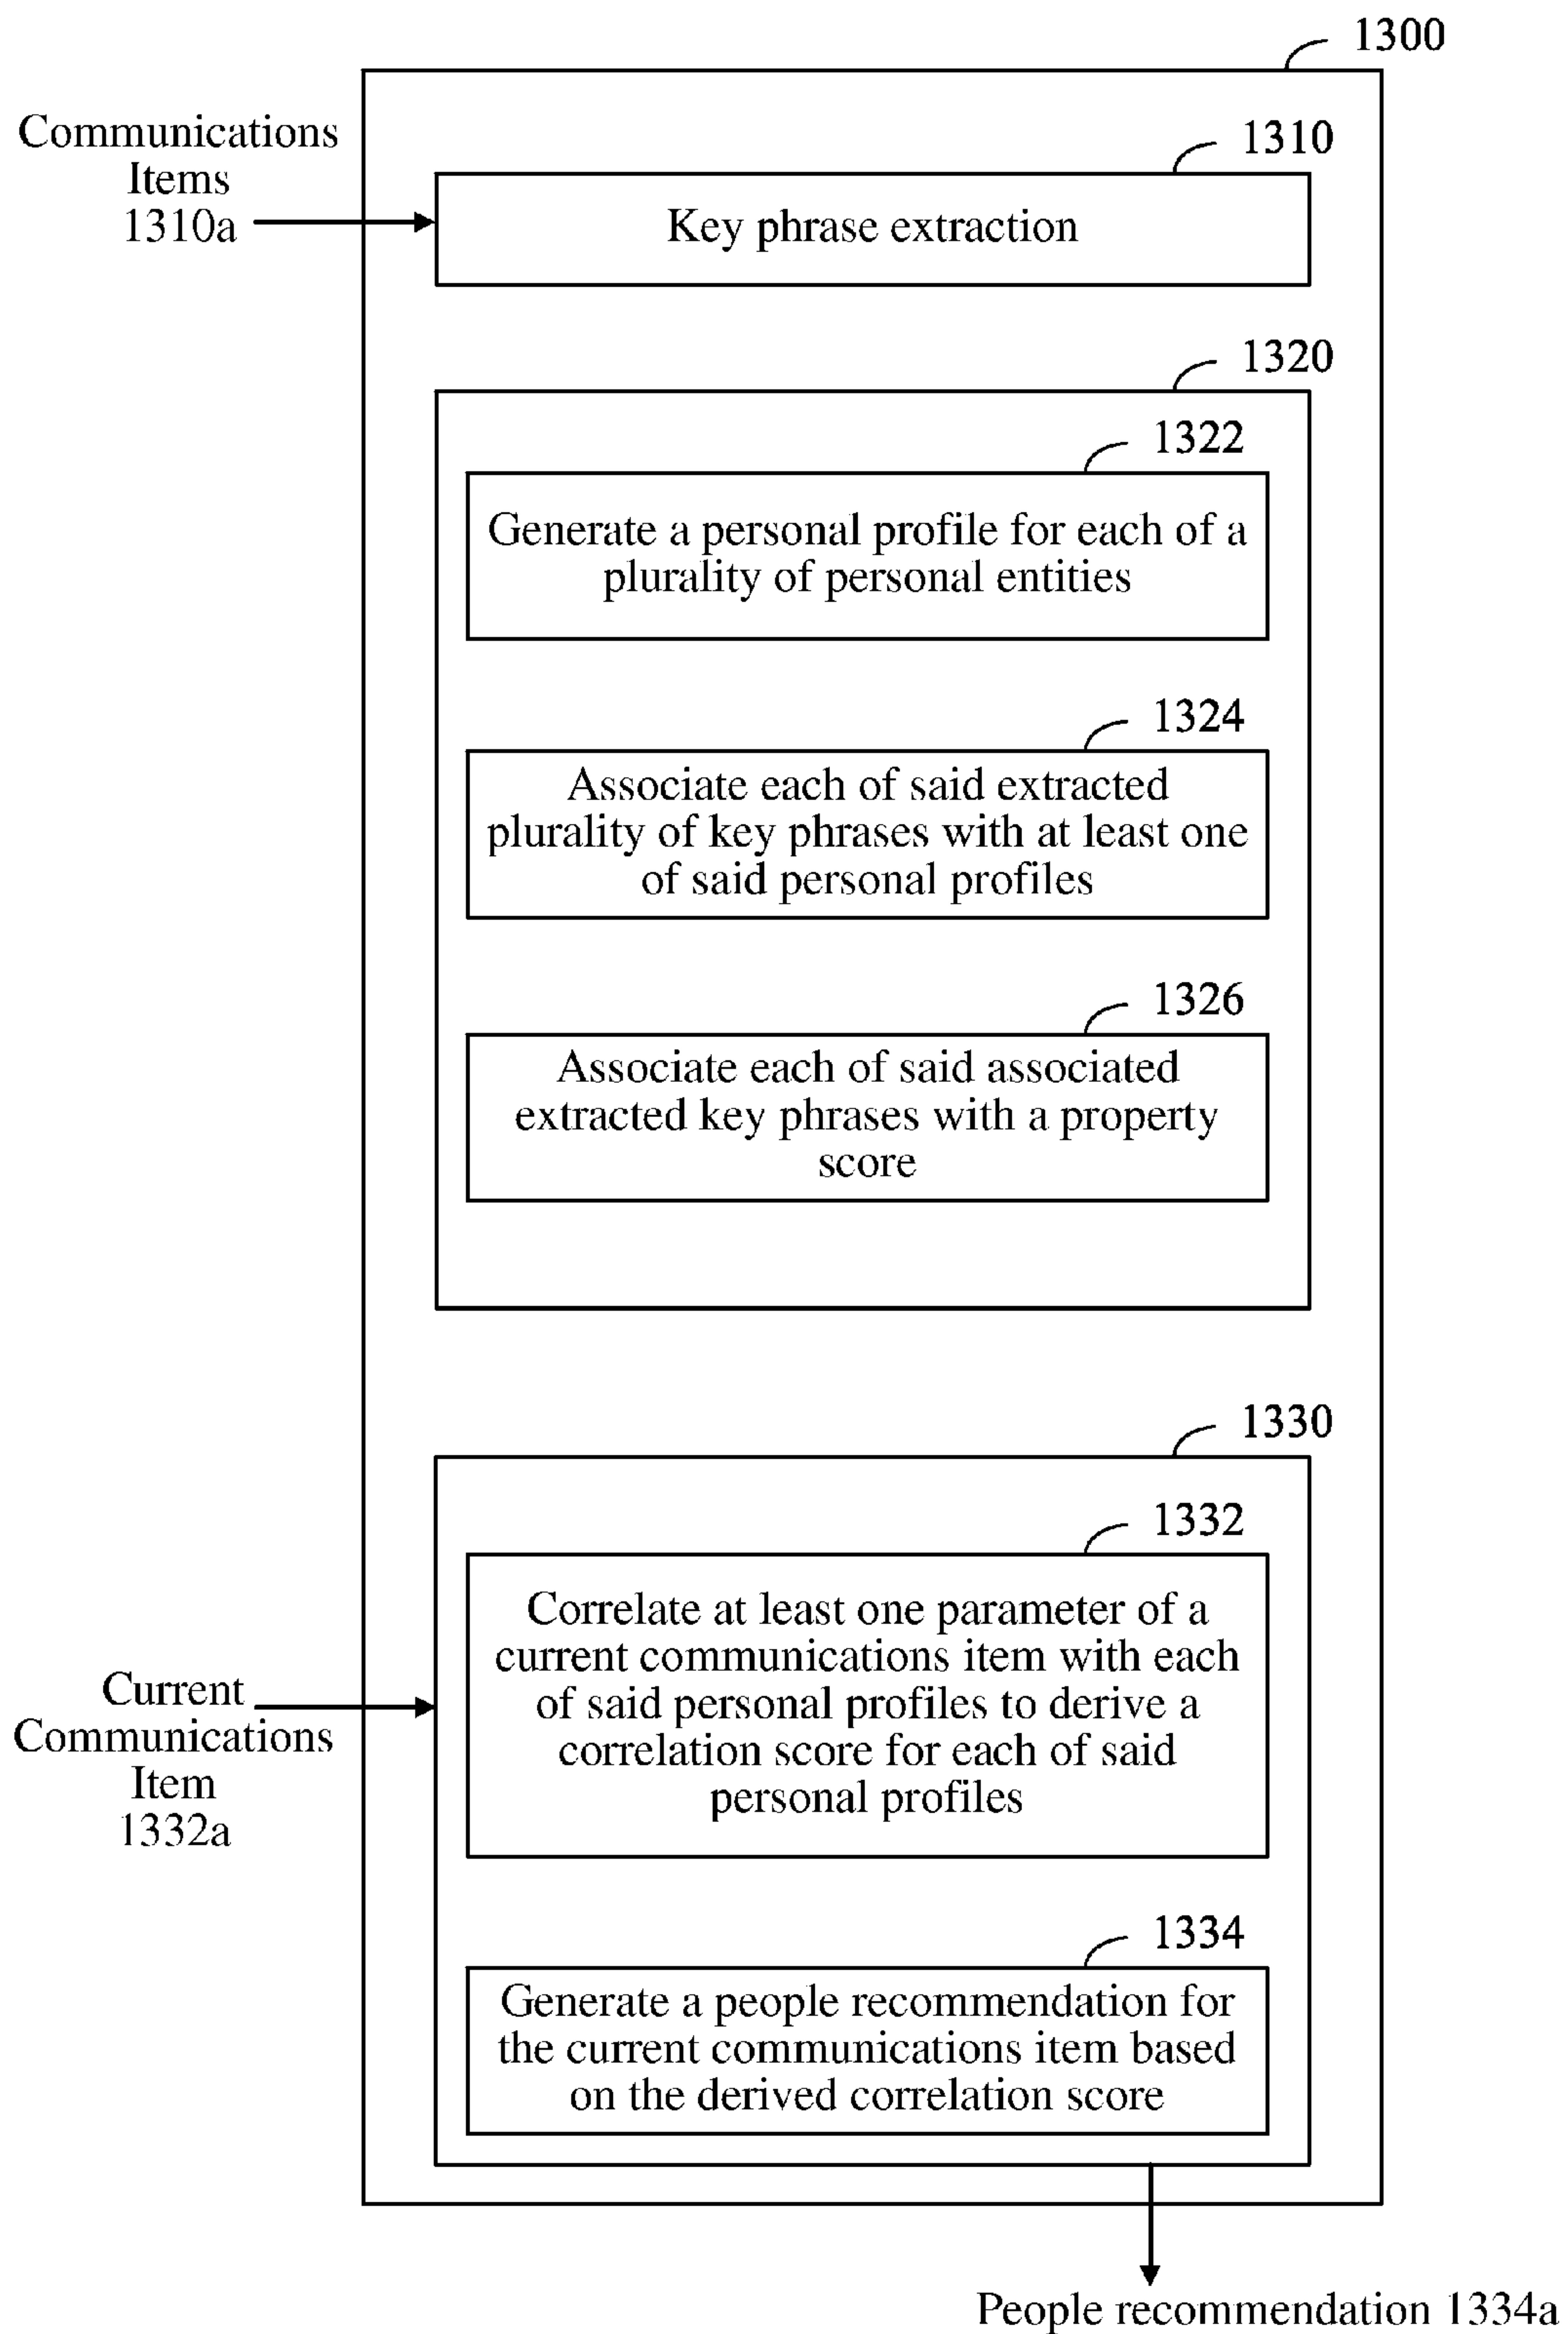 1300
Communications
Items
1310a
1310
Key phrase extraction
1320
1322
Generate a personal profile for each of a
plurality of personal entities
1324
Associate each of said extracted
plurality of key phrases with at least one
of said personal profiles
1326
Associate each of said associated
extracted key phrases with a property
score
1330
1332
Correlate at least one parameter of a
current communications item with each
of said personal profiles to derive a
correlation score for each of said
personal profiles
Current
Communications
Item
1332a
1334
Generate a people recommendation for
the current communications item based
on the derived correlation score
People recommendation 1334a